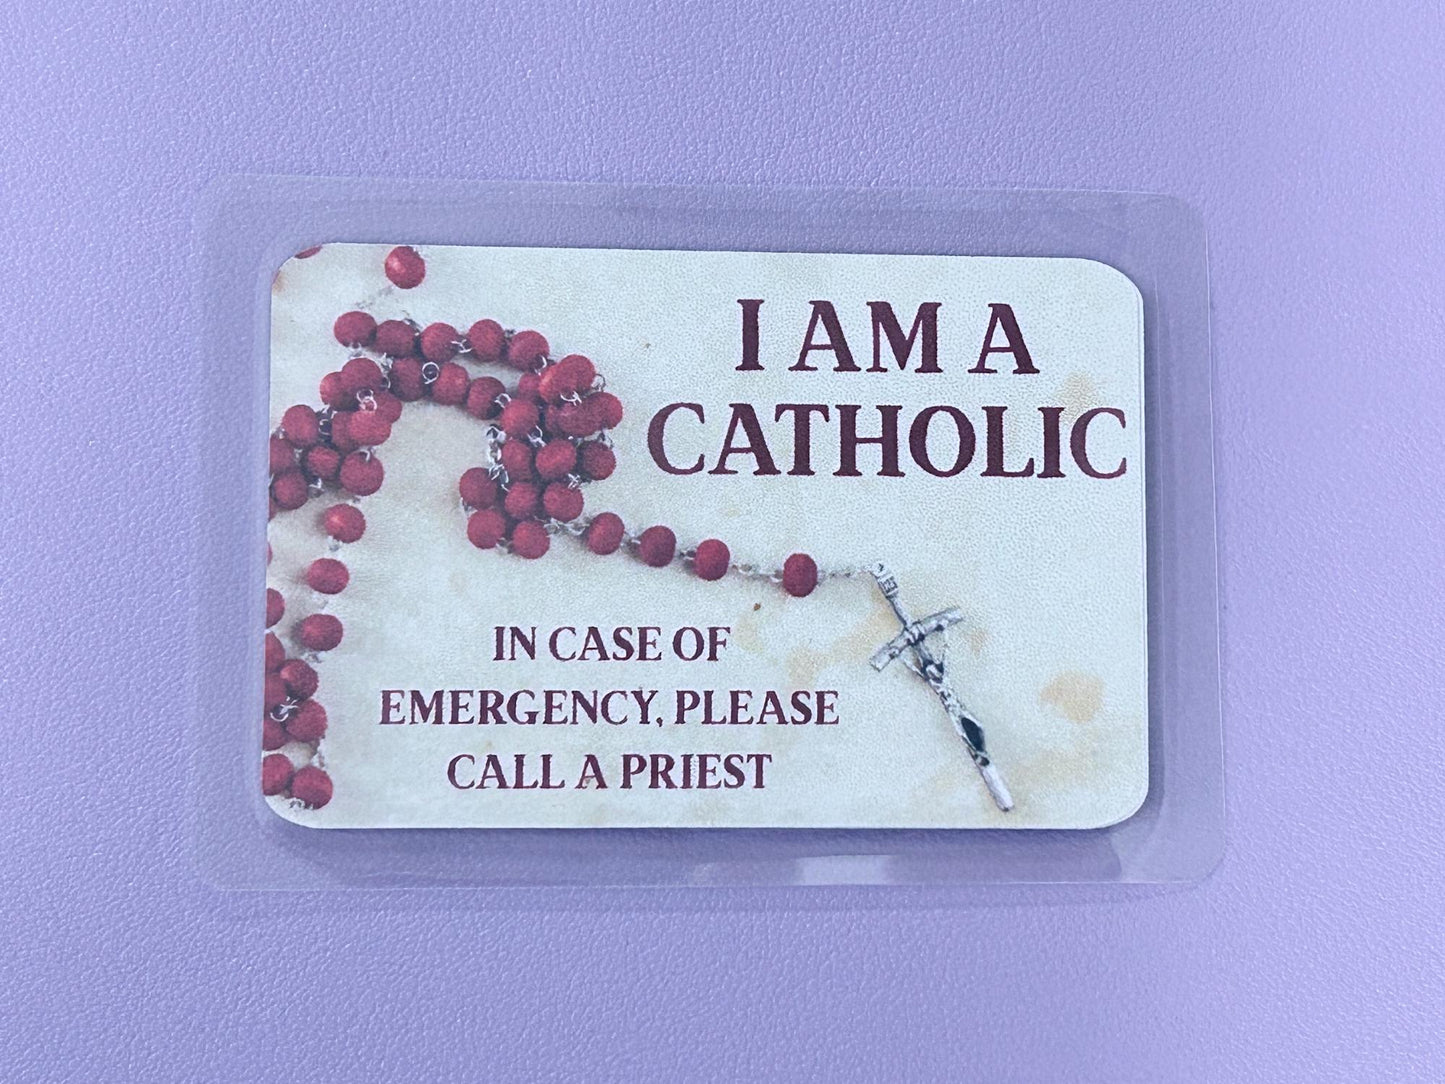 I AM A
CATHOLIC
IN CASE OF
EMERGENCY, PLEASE
CALL A PRIEST